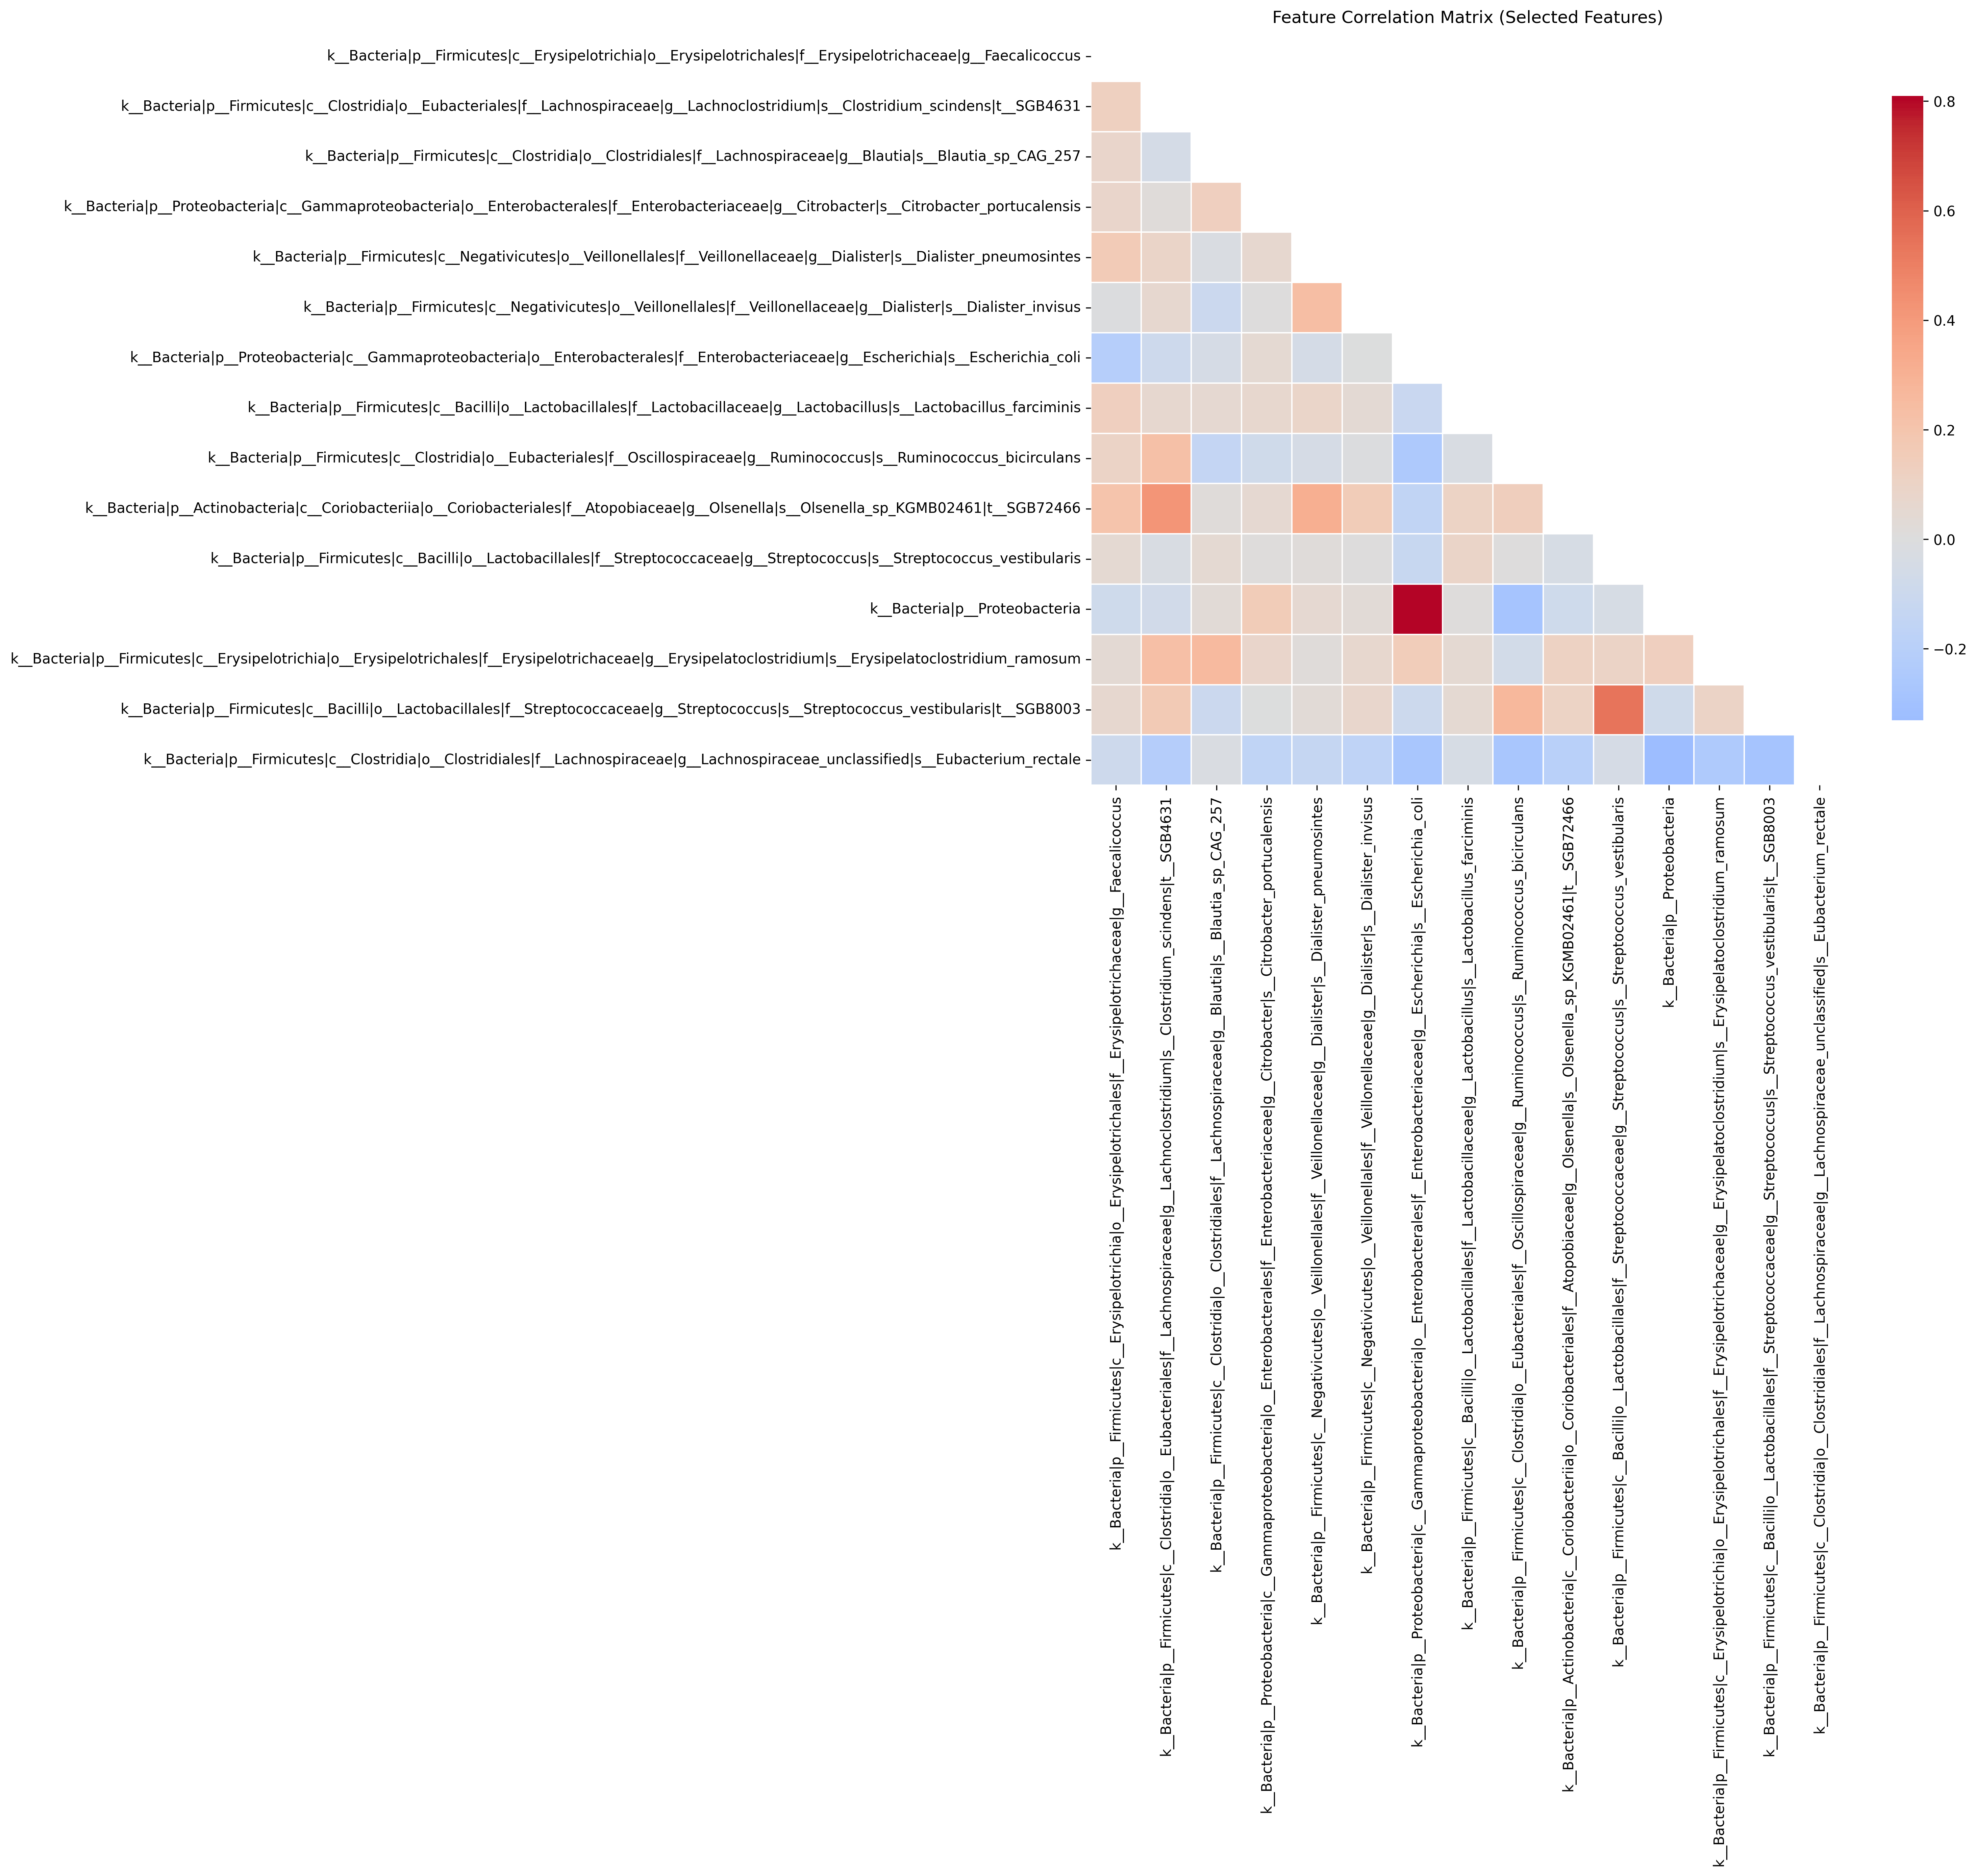 Feature Correlation Matrix (Selected Features)
k__Bacteria|p__Firmicutes|c__Erysipelotrichia|o__Erysipelotrichales|f__Erysipelotrichaceae|g__Faecalicoccus
k__Bacteria|p__Firmicutes|c__Clostridia|o__Eubacteriales|f__Lachnospiraceae|g__Lachnoclostridium|s__Clostridium_scindens|t__SGB4631
k__Bacteria|p__Firmicutes|c__Clostridia|o__Clostridiales|f__Lachnospiraceae|g__Blautia|s__Blautia_sp_CAG_257
k__Bacteria|p__Proteobacteria|c__Gammaproteobacteria|o__Enterobacterales|f__Enterobacteriaceae|g__Citrobacter|s__Citrobacter_portucalensis
k__Bacteria|p__Firmicutes|c__Negativicutes|o__Veillonellales|f__Veillonellaceae|g__Dialister|s__Dialister_pneumosintes
k__Bacteria|p__Firmicutes|c__Negativicutes|o__Veillonellales|f__Veillonellaceae|g__Dialister|s__Dialister_invisus
k__Bacteria|p__Proteobacteria|c__Gammaproteobacteria|o__Enterobacterales|f__Enterobacteriaceae|g__Escherichia|s__Escherichia_coli
k__Bacteria|p__Firmicutes|c__Bacilli|o__Lactobacillales|f__Lactobacillaceae|g__Lactobacillus|s__Lactobacillus_farciminis
k__Bacteria|p__Firmicutes|c__Clostridia|o__Eubacteriales|f__Oscillospiraceae|g__Ruminococcus|s__Ruminococcus_bicirculans
k__Bacteria|p__Actinobacteria|c__Coriobacteriia|o__Coriobacteriales|f__Atopobiaceae|g__Olsenella|s__Olsenella_sp_KGMB02461|t__SGB72466
k__Bacteria|p__Firmicutes|c__Bacilli|o__Lactobacillales|f__Streptococcaceae|g__Streptococcus|s__Streptococcus_vestibularis
k__Bacteria|p__Proteobacteria
k__Bacteria|p__Firmicutes|c__Erysipelotrichia|o__Erysipelotrichales|f__Erysipelotrichaceae|g__Erysipelatoclostridium|s__Erysipelatoclostridium_ramosum
k__Bacteria|p__Firmicutes|c__Bacilli|o__Lactobacillales|f__Streptococcaceae|g__Streptococcus|s__Streptococcus_vestibularis|t__SGB8003
k__Bacteria|p__Firmicutes|c__Clostridia|o__Clostridiales|f__Lachnospiraceae|g__Lachnospiraceae_unclassified|s__Eubacterium_rectale
k__Bacteria|p__Firmicutes|c__Erysipelotrichia|o__Erysipelotrichales|f__Erysipelotrichaceae|g__Faecalicoccus
k__Bacteria|p__Firmicutes|c__Clostridia|o__Eubacteriales|f__Lachnospiraceae|g__Lachnoclostridium|s__Clostridium_scindens|t__SGB4631
k__Bacteria|p__Firmicutes|c__Clostridia|o__Clostridiales|f__Lachnospiraceae|g__Blautia|s__Blautia_sp_CAG_257
k__Bacteria|p__Proteobacteria|c__Gammaproteobacteria|o__Enterobacterales|f__Enterobacteriaceae|g__Citrobacter|s__Citrobacter_portucalensis
k__Bacteria|p__Firmicutes|c__Negativicutes|o__Veillonellales|f__Veillonellaceae|g__Dialister|s__Dialister_pneumosintes
k__Bacteria|p__Firmicutes|c__Negativicutes|o__Veillonellales|f__Veillonellaceae|g__Dialister|s__Dialister_invisus
k__Bacteria|p__Proteobacteria|c__Gammaproteobacteria|o__Enterobacterales|f__Enterobacteriaceae|g__Escherichia|s__Escherichia_coli
k__Bacteria|p__Firmicutes|c__Bacilli|o__Lactobacillales|f__Lactobacillaceae|g__Lactobacillus|s__Lactobacillus_farciminis
k__Bacteria|p__Firmicutes|c__Clostridia|o__Eubacteriales|f__Oscillospiraceae|g__Ruminococcus|s__Ruminococcus_bicirculans
k__Bacteria|p__Actinobacteria|c__Coriobacteriia|o__Coriobacteriales|f__Atopobiaceae|g__Olsenella|s__Olsenella_sp_KGMB02461|t__SGB72466
k__Bacteria|p__Firmicutes|c__Bacilli|o__Lactobacillales|f__Streptococcaceae|g__Streptococcus|s__Streptococcus_vestibularis
k__Bacteria|p__Proteobacteria
k__Bacteria|p__Firmicutes|c__Erysipelotrichia|o__Erysipelotrichales|f__Erysipelotrichaceae|g__Erysipelatoclostridium|s__Erysipelatoclostridium_ramosum
k__Bacteria|p__Firmicutes|c__Bacilli|o__Lactobacillales|f__Streptococcaceae|g__Streptococcus|s__Streptococcus_vestibularis|t__SGB8003
k__Bacteria|p__Firmicutes|c__Clostridia|o__Clostridiales|f__Lachnospiraceae|g__Lachnospiraceae_unclassified|s__Eubacterium_rectale
0.8
0.6
0.4
0.2
0.0
−0.2